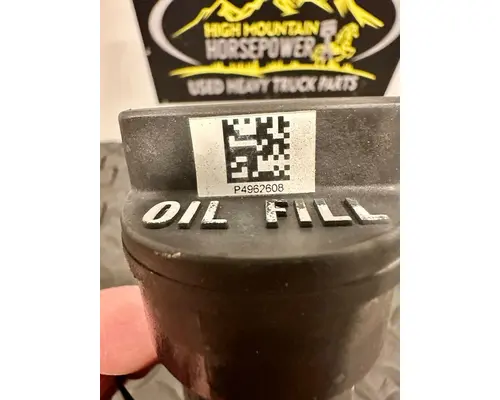 HIGH MOUNTAIN
HORSEPOWER
USED HEAVY TRUCK PARTS
P4962608
OIL FILL